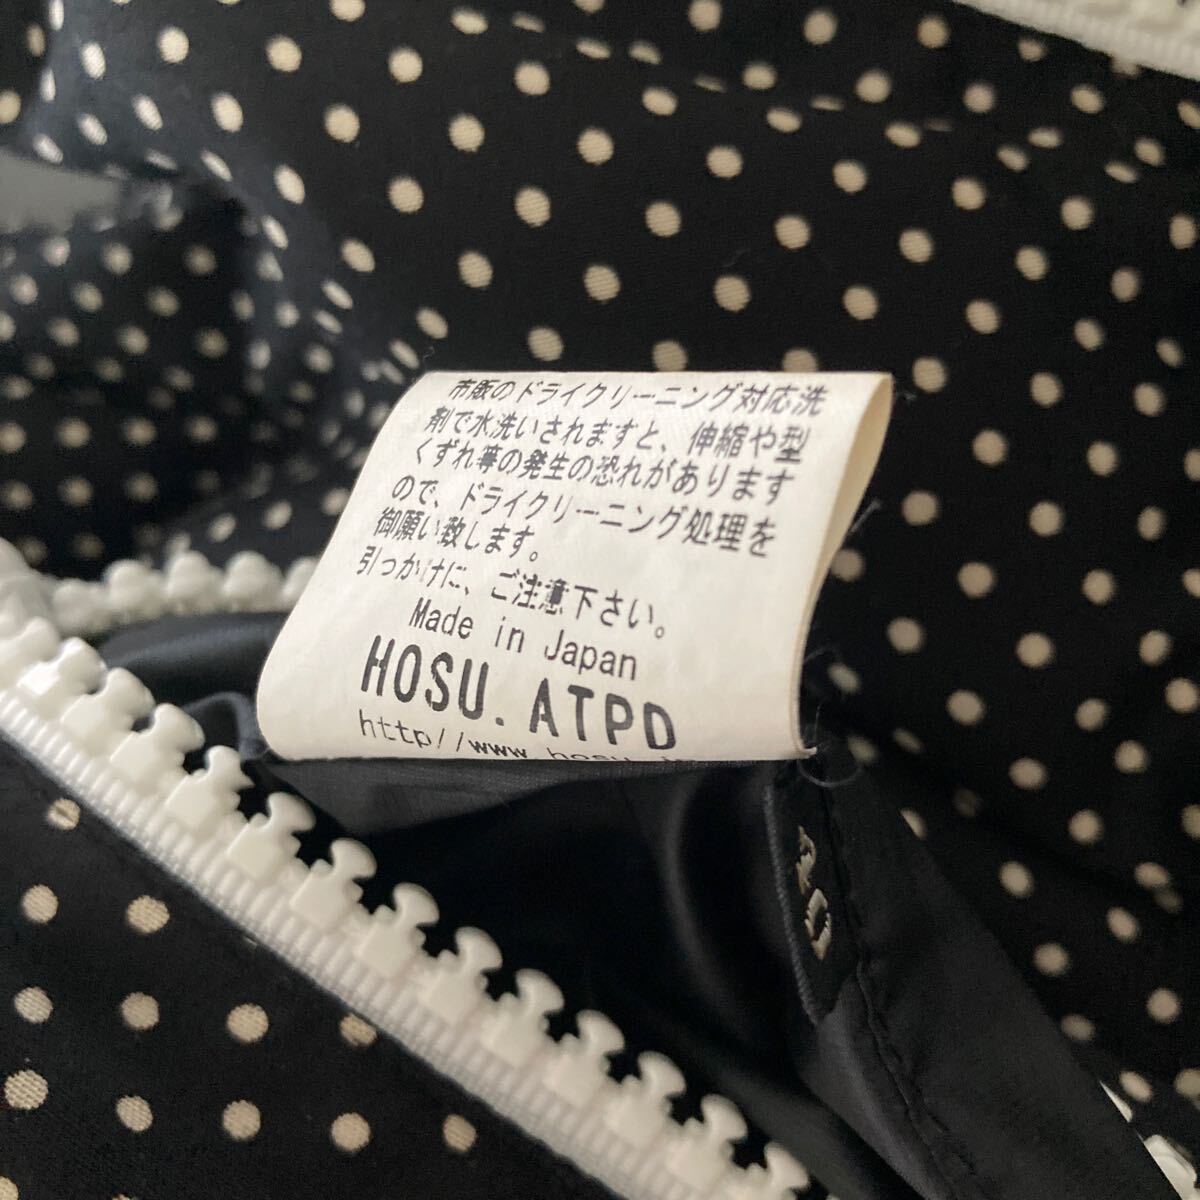 市販のドライクリーニング対応洗
剤で水洗いされますと、伸縮や型
くずれ等の発生の恐れがあります
ので、ドライクリーニング処理を
御願い致します。
引っかけに、ご注意下さい。
Made in Japan
HOSU. ATPD
http//www.hosu.